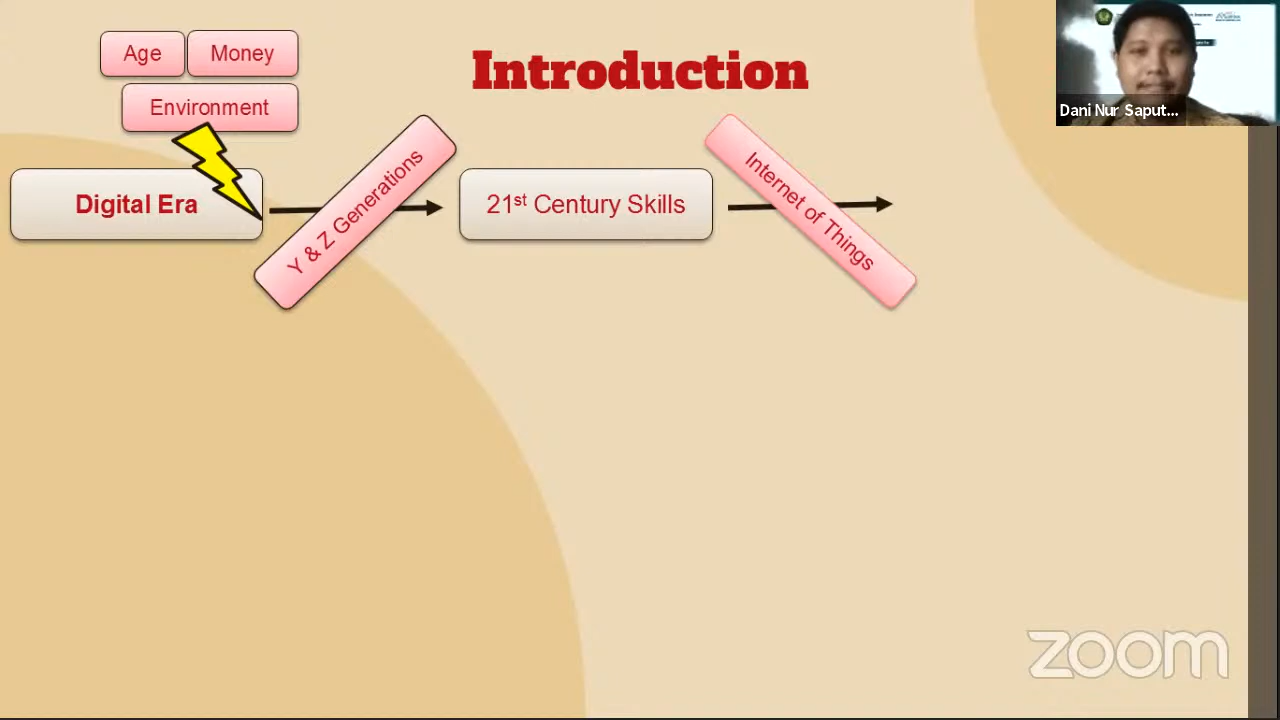 Introduction
Age
Money
Environment
Digital Era
Y & Z Generations
21st Century Skills
Internet of Things
Dani Nur Saput...
zoom